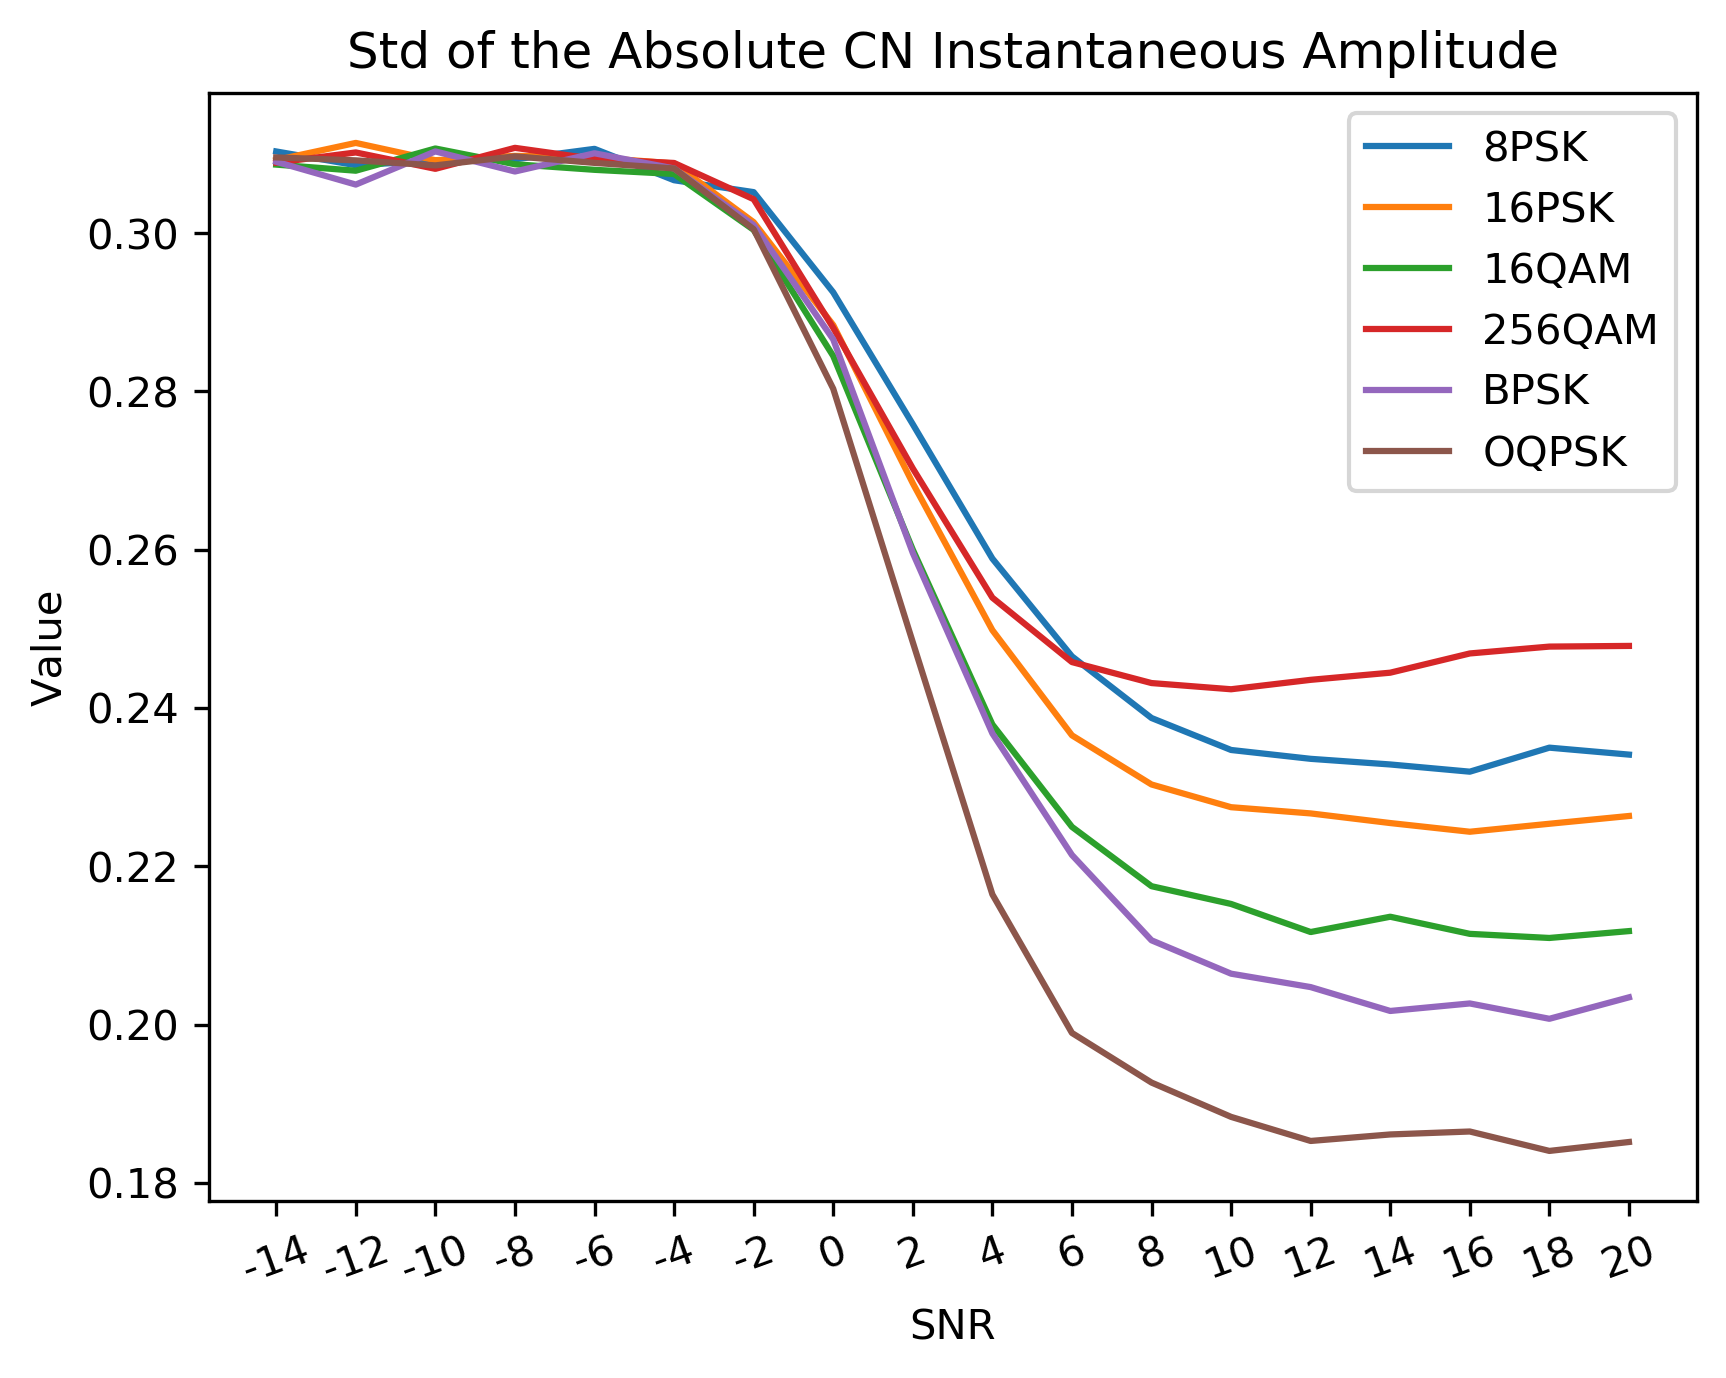 Std of the Absolute CN Instantaneous Amplitude
8PSK
16PSK
16QAM
256QAM
BPSK
OQPSK
Value
0.30
0.28
0.26
0.24
0.22
0.20
0.18
-14 -12 -10 -8 -6 -4 -2 0 2 4 6 8 10 12 14 16 18 20
SNR